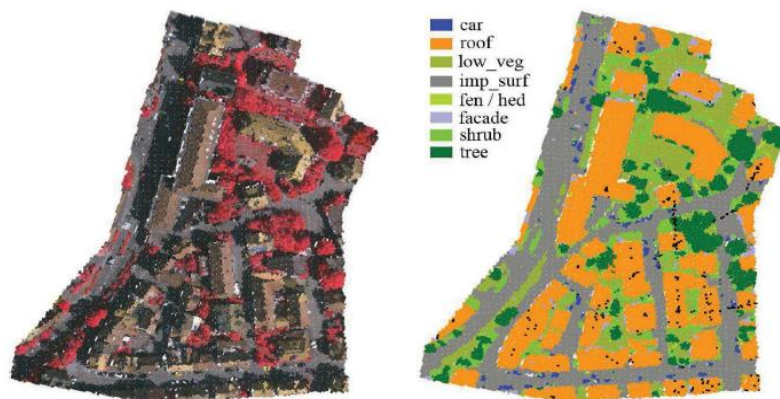 car
roof
low_veg
imp_surf
fen / hed
facade
shrub
tree